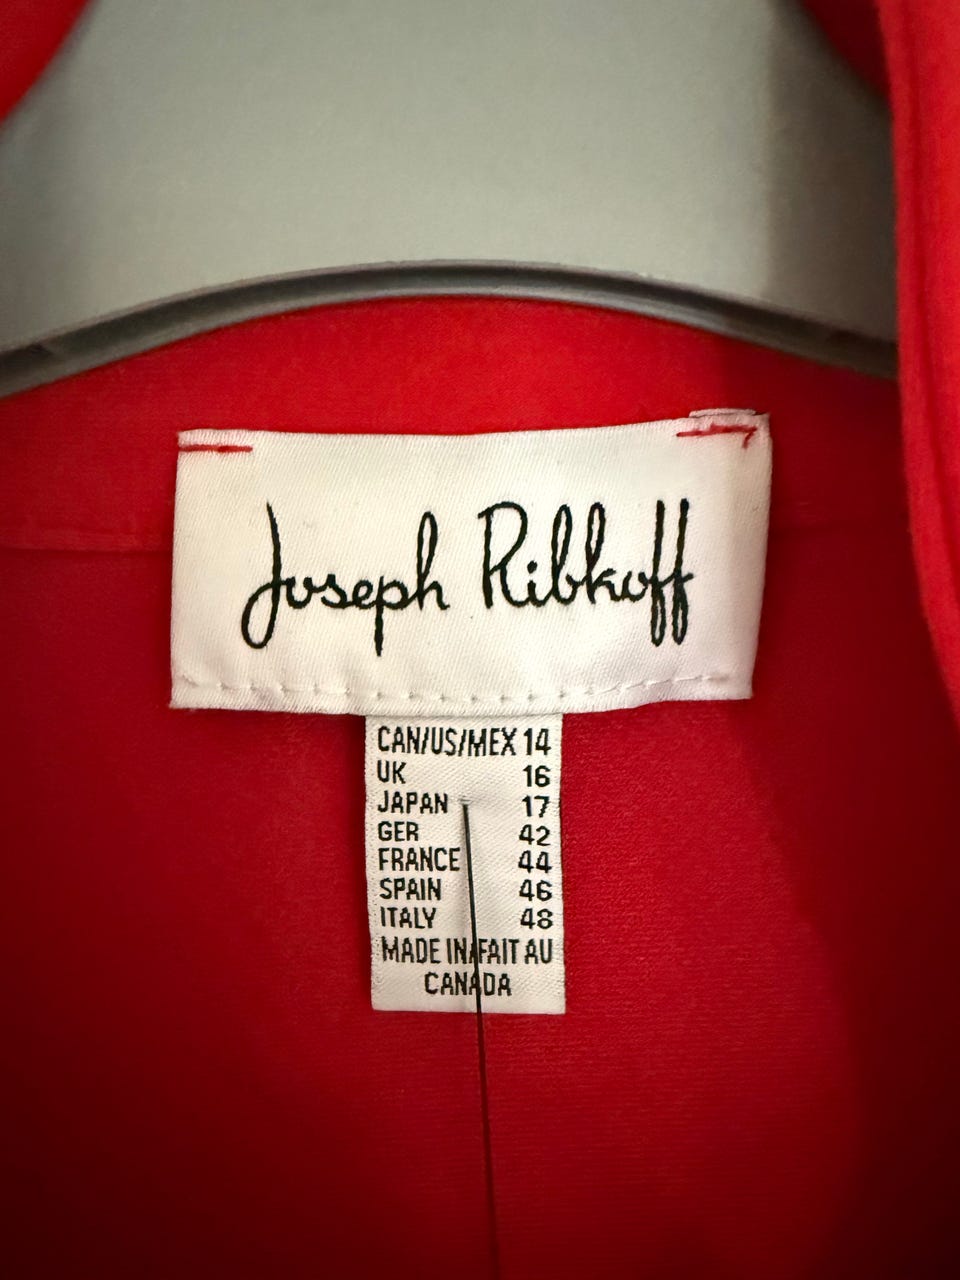 Joseph Ribkoff
CAN/US/MEX 14
UK 16
JAPAN 17
GER 42
FRANCE 44
SPAIN 46
ITALY 48
MADE IN/FAIT AU
CANADA